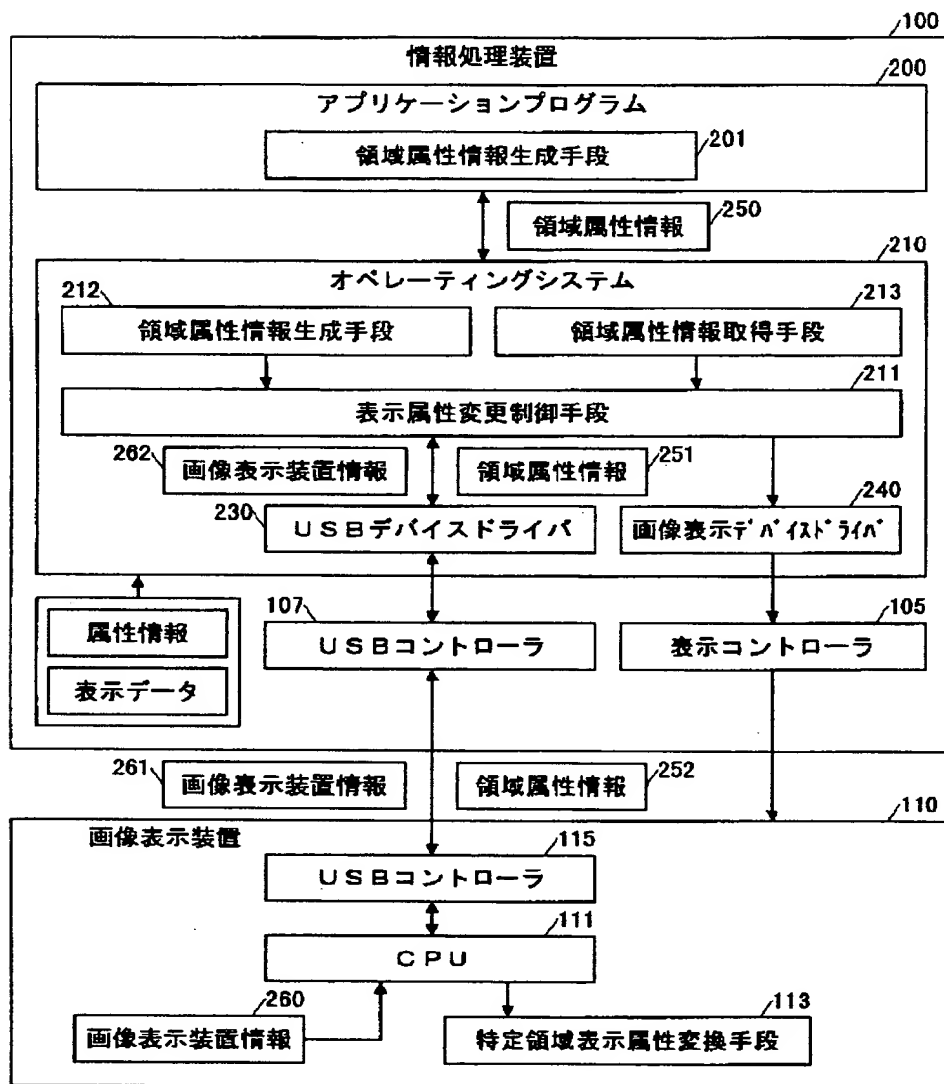 100
情報処理装置
200
アプリケーションプログラム
201
領域属性情報生成手段
250
領域属性情報
210
オペレーティングシステム
212
213
領域属性情報生成手段
領域属性情報取得手段
211
表示属性変更制御手段
262
画像表示装置情報
領域属性情報
251
230
USBデバイスドライバ
240
画像表示ﾃﾞﾊﾞｲｽﾄﾞﾗｲﾊﾞ
属性情報
表示データ
107
USBコントローラ
105
表示コントローラ
261
画像表示装置情報
領域属性情報
252
110
画像表示装置
115
USBコントローラ
111
CPU
260
画像表示装置情報
113
特定領域表示属性変換手段